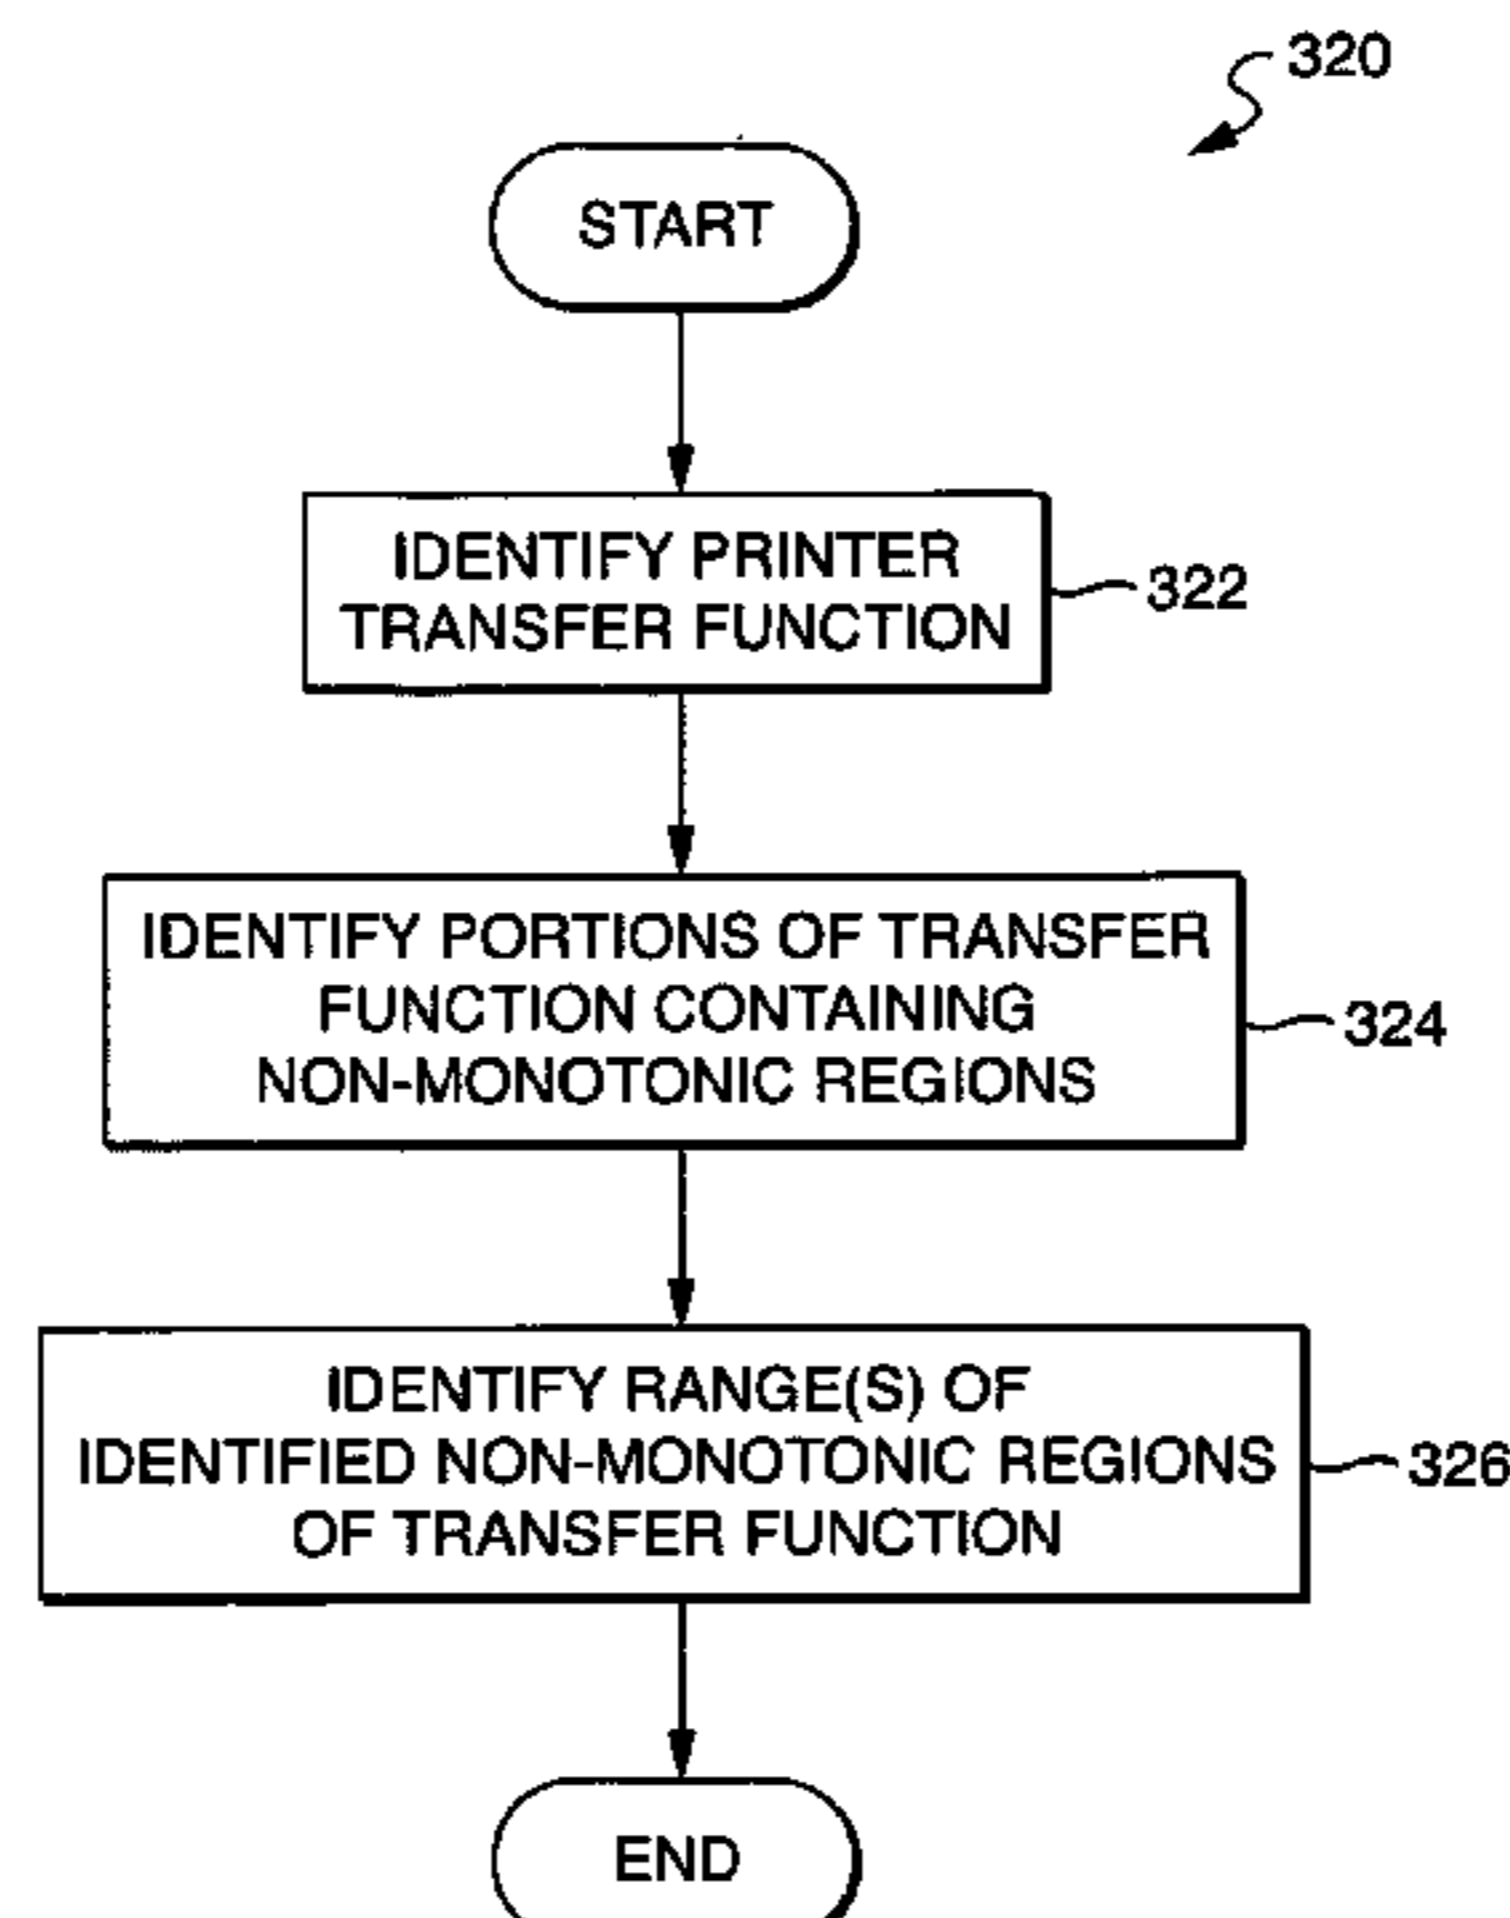 320
START
IDENTIFY PRINTER
TRANSFER FUNCTION
322
IDENTIFY PORTIONS OF TRANSFER
FUNCTION CONTAINING
NON-MONOTONIC REGIONS
324
IDENTIFY RANGE(S) OF
IDENTIFIED NON-MONOTONIC REGIONS
OF TRANSFER FUNCTION
326
END